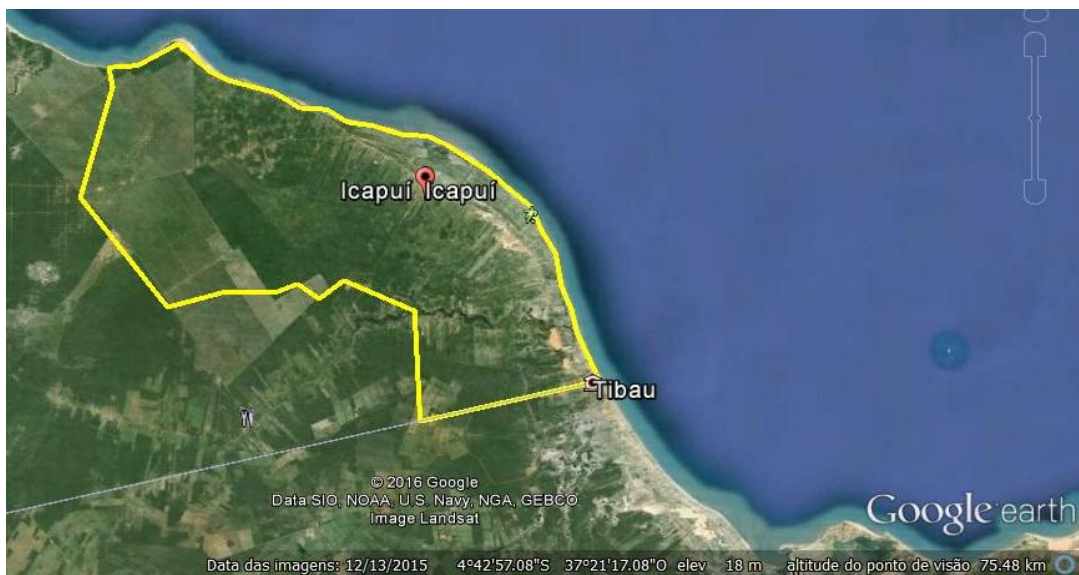 Icapuí Icapuí
Tibau
© 2016 Google
Data SIO, NOAA, U.S. Navy, NGA, GEBCO
Image Landsat
Google earth
Data das imagens: 12/13/2015 4°42'57.08"S 37°21'17.08"O elev 18 m altitude do ponto de visão 75.48 km